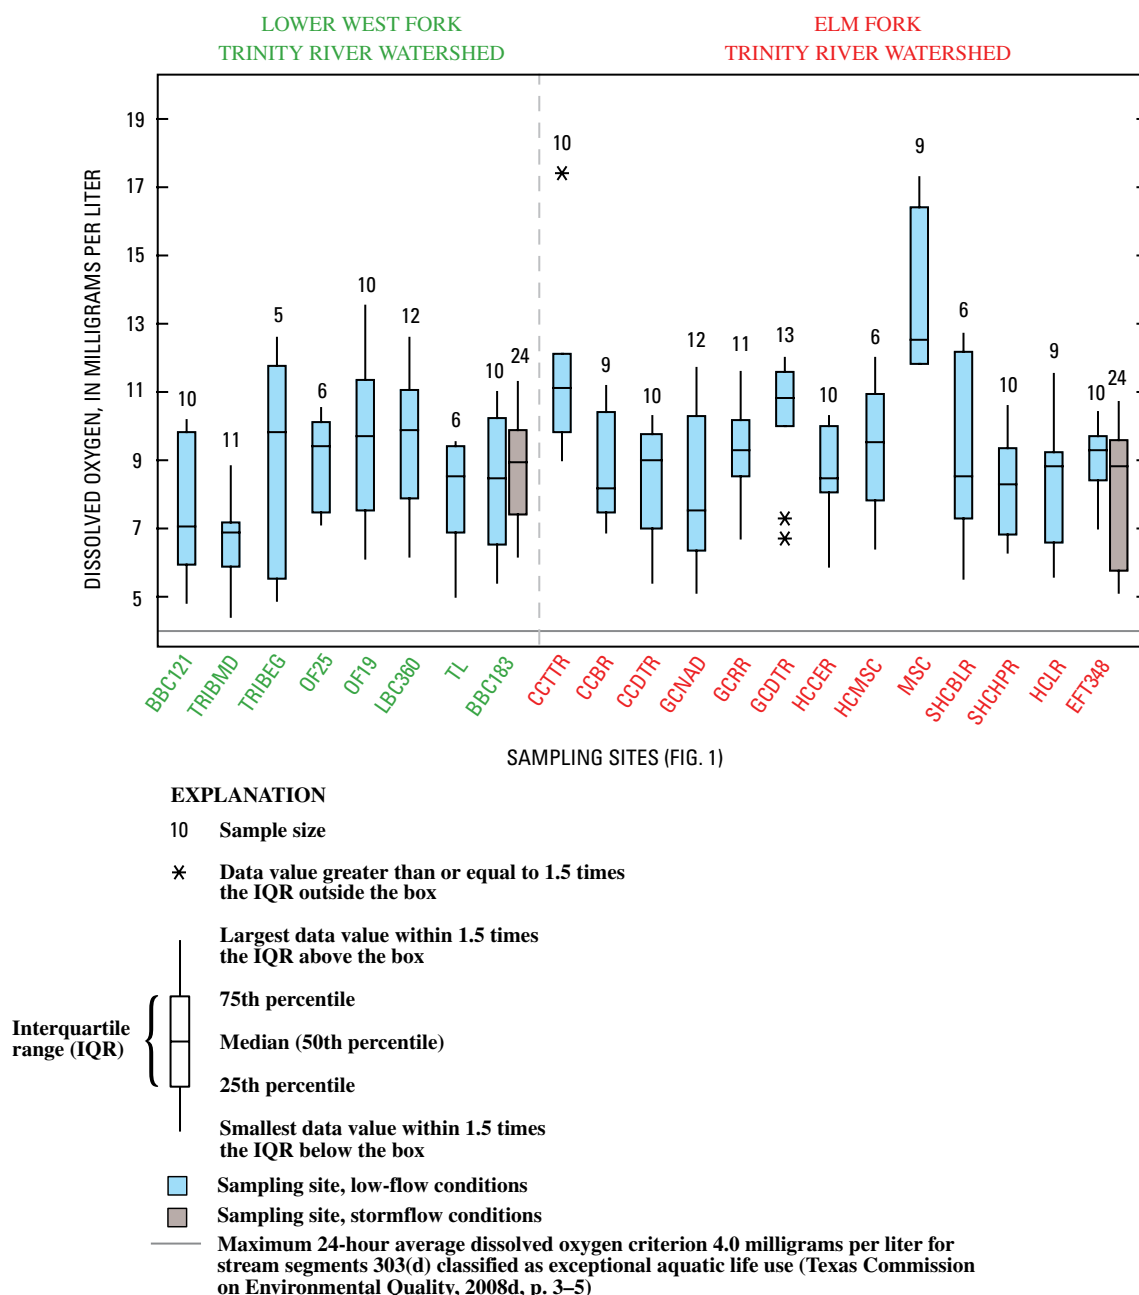 LOWER WEST FORK
TRINITY RIVER WATERSHED
ELM FORK
TRINITY RIVER WATERSHED
DISSOLVED OXYGEN, IN MILLIGRAMS PER LITER
19
17
15
13
11
9
7
5
10
11
5
6
10
12
6
10
24
10
9
10
12
11
13
10
6
9
6
10
9
10
24
BBC121
TRIBMD
TRIBEG
OF25
OF19
LBC360
TL
BBC183
CCTTR
CCBR
CCDTR
GCNAD
GCRR
GCDTR
HCCER
HCMSC
MSC
SHCBLR
SHCHPR
HCLR
EFT348
SAMPLING SITES (FIG. 1)
EXPLANATION
10 Sample size
* Data value greater than or equal to 1.5 times
the IQR outside the box
Largest data value within 1.5 times
the IQR above the box
75th percentile
Interquartile
range (IQR)
Median (50th percentile)
25th percentile
Smallest data value within 1.5 times
the IQR below the box
Sampling site, low-flow conditions
Sampling site, stormflow conditions
Maximum 24-hour average dissolved oxygen criterion 4.0 milligrams per liter for
stream segments 303(d) classified as exceptional aquatic life use (Texas Commission
on Environmental Quality, 2008d, p. 3–5)